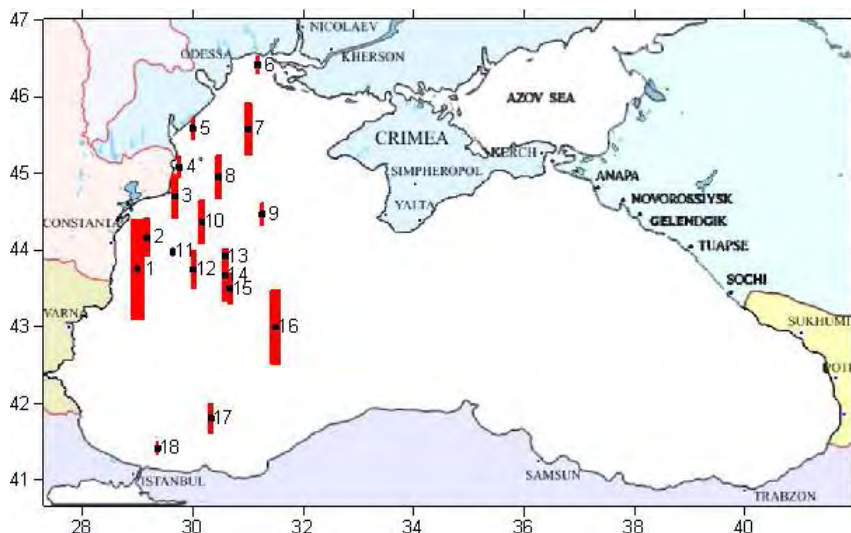 47
NICOLAEV
ODESSA
KHERSON
6
46
AZOV SEA
5
7
CRIMEA
KERCH
45
4
8
SIMPHEROPOL
ANAPA
3
NOVOROSSIYSK
YALTA
10
9
GELENDGIK
CONSTANTA
2
TUAPSE
44
11
13
1
12
14
SOCHI
15
VARNA
16
SUKHUMI
43
POTI
42
17
18
41
ISTANBUL
SAMSUN
TRABZON
28
30
32
34
36
38
40